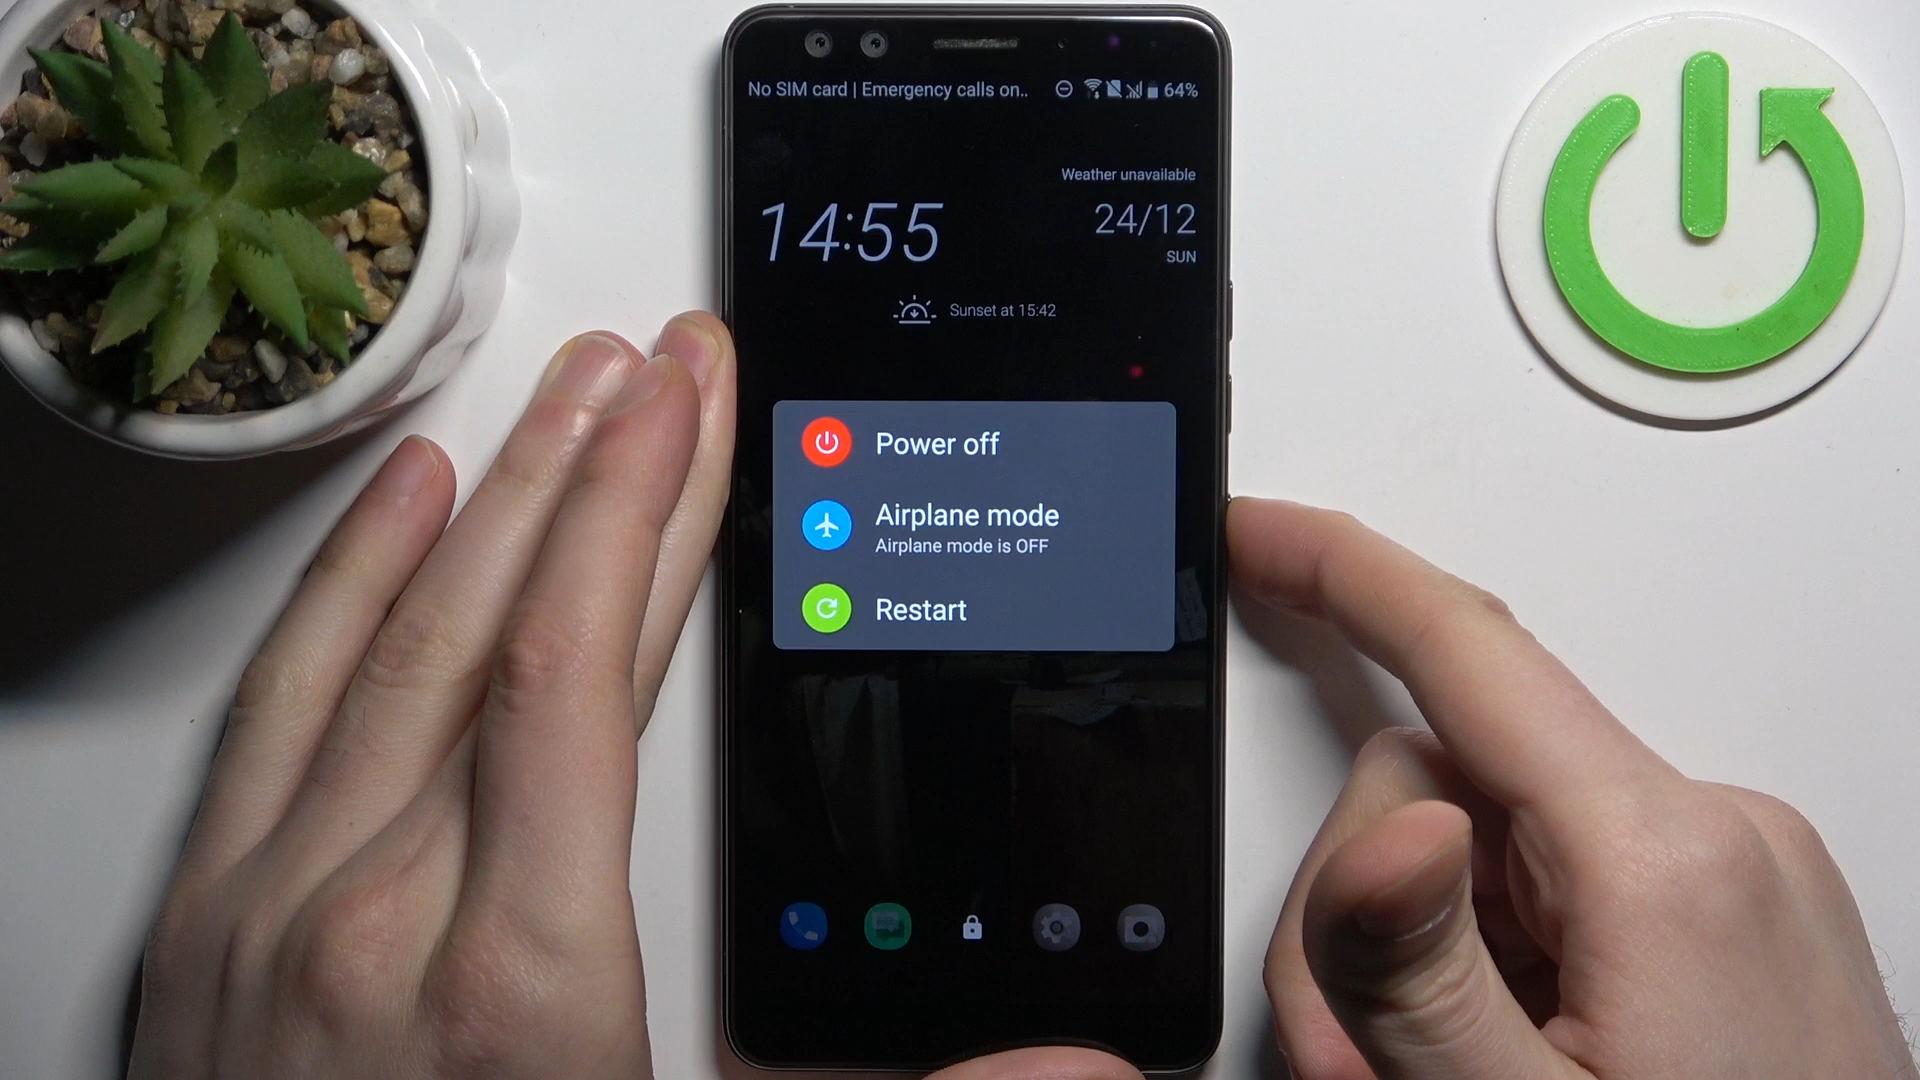 No SIM card | Emergency calls on.. 64%
Weather unavailable
14:55
24/12
SUN
Sunset at 15:42
Power off
Airplane mode
Airplane mode is OFF
Restart